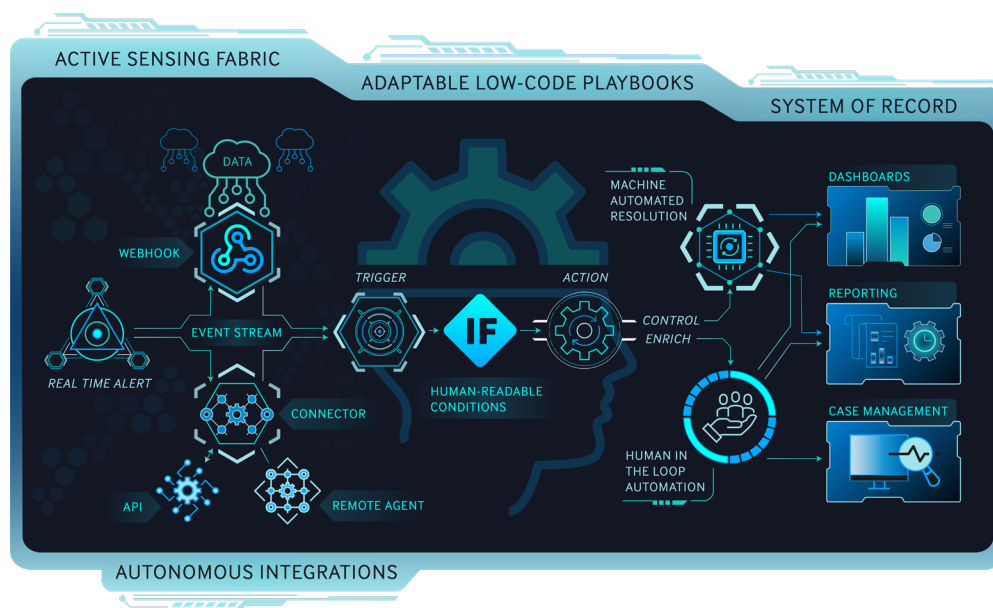 ACTIVE SENSING FABRIC
ADAPTABLE LOW-CODE PLAYBOOKS
SYSTEM OF RECORD
DATA
WEBHOOK
EVENT STREAM
REAL TIME ALERT
CONNECTOR
API
REMOTE AGENT
TRIGGER
IF
HUMAN-READABLE
CONDITIONS
ACTION
CONTROL
ENRICH
MACHINE
AUTOMATED
RESOLUTION
HUMAN IN
THE LOOP
AUTOMATION
DASHBOARDS
REPORTING
CASE MANAGEMENT
AUTONOMOUS INTEGRATIONS